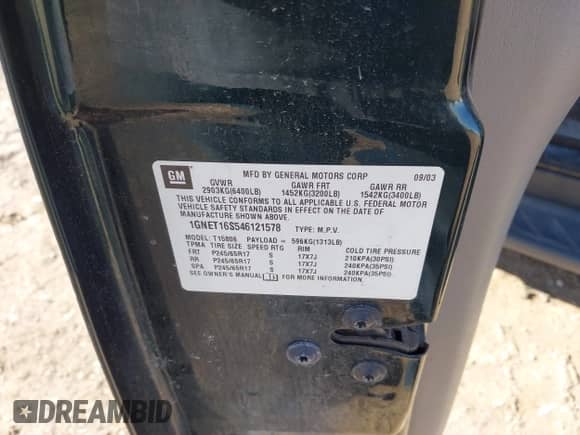 GM
MFD BY GENERAL MOTORS CORP 09/03
GVWR GAWR FRT GAWR RR
2903KG(6400LB) 1452KG(3200LB) 1542KG(3400LB)
THIS VEHICLE CONFORMS TO ALL APPLICABLE U.S. FEDERAL MOTOR
VEHICLE SAFETY STANDARDS IN EFFECT ON THE DATE OF
MANUFACTURE SHOWN ABOVE.
1GNET16S546121578 TYPE: M.P.V.
MODEL: T15806 PAYLOAD = 596KG(1313LB)
TPMA TIRE SIZE SPEED RTG RIM COLD TIRE PRESSURE
FRT P245/65R17 S 17X7J 210KPA(30PSI)
RR P245/65R17 S 17X7J 240KPA(35PSI)
SPA P245/65R17 S 17X7J 240KPA(35PSI)
SEE OWNER'S MANUAL FOR MORE INFORMATION.
DREAMBID